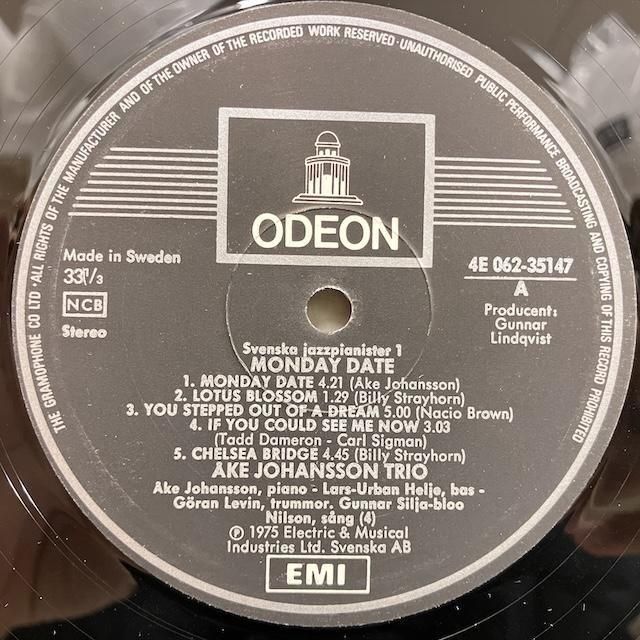 THE GRAMOPHONE CO LTD · ALL RIGHTS OF THE MANUFACTURER AND OF THE OWNER OF THE RECORDED WORK RESERVED · UNAUTHORISED PUBLIC PERFORMANCE BROADCASTING AND COPYING OF THIS RECORD PROHIBITED
ODEON
Made in Sweden
33⅓
NCB
Stereo
4E 062-35147
A
Producent:
Gunnar
Lindqvist
Svenska jazzpianister 1
MONDAY DATE
1. MONDAY DATE 4.21 (Åke Johansson)
2. LOTUS BLOSSOM 1.29 (Billy Strayhorn)
3. YOU STEPPED OUT OF A DREAM 5.00 (Nacio Brown)
4. IF YOU COULD SEE ME NOW 3.03
(Tadd Dameron - Carl Sigman)
5. CHELSEA BRIDGE 4.45 (Billy Strayhorn)
ÅKE JOHANSSON TRIO
Åke Johansson, piano - Lars-Urban Helje, bas -
Göran Levin, trummor. Gunnar Silja-bloo
Nilson, sång (4)
℗ 1975 Electric & Musical
Industries Ltd. Svenska AB
EMI